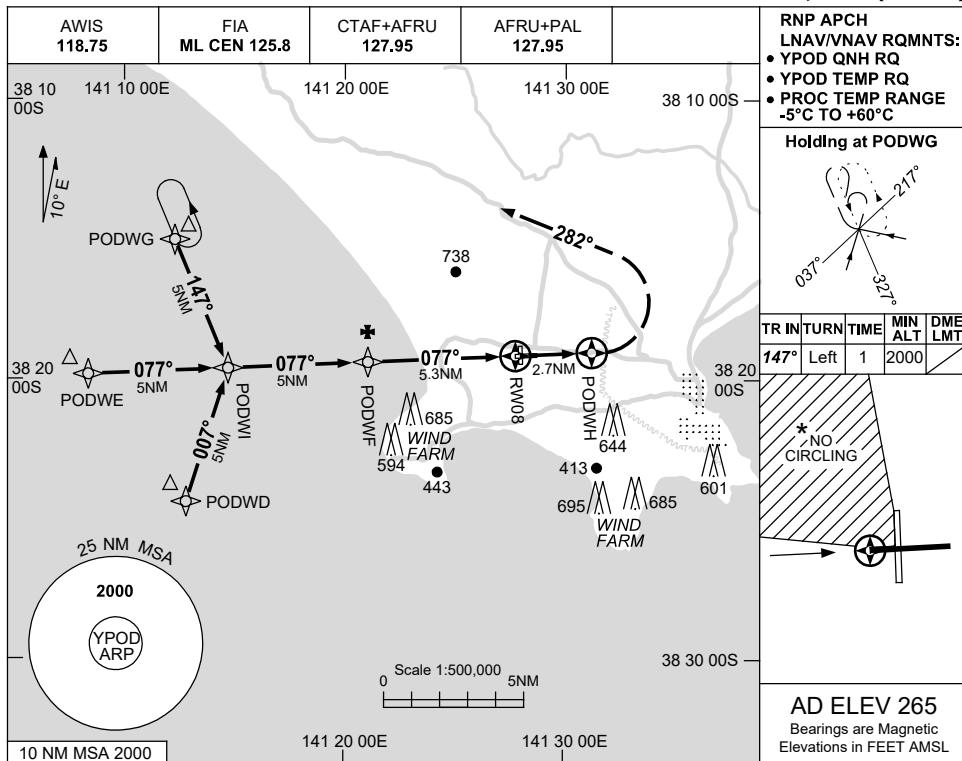 AWIS
118.75
FIA
ML CEN 125.8
CTAF+AFRU
127.95
AFRU+PAL
127.95
RNP APCH
LNAV/VNAV RQMNTS:
• YPOD QNH RQ
• YPOD TEMP RQ
• PROC TEMP RANGE
-5°C TO +60°C
38 10
00S
141 10 00E
141 20 00E
141 30 00E
38 10 00S
10° E
PODWG
147°
5NM
282°
738
PODWE
077°
5NM
PODWI
077°
5NM
PODWF
077°
5.3NM
RW08
2.7NM
PODWH
38 20
00S
38 20
00S
007°
5NM
PODWD
685
594
WIND
FARM
443
644
413
695
685
WIND
FARM
601
25 NM MSA
2000
YPOD
ARP
Scale 1:500,000
0
5NM
38 30 00S
10 NM MSA 2000
141 20 00E
141 30 00E
Holding at PODWG
217°
037°
327°
TR IN TURN TIME MIN ALT DME LMT
147° Left 1 2000
* NO
CIRCLING
AD ELEV 265
Bearings are Magnetic
Elevations in FEET AMSL